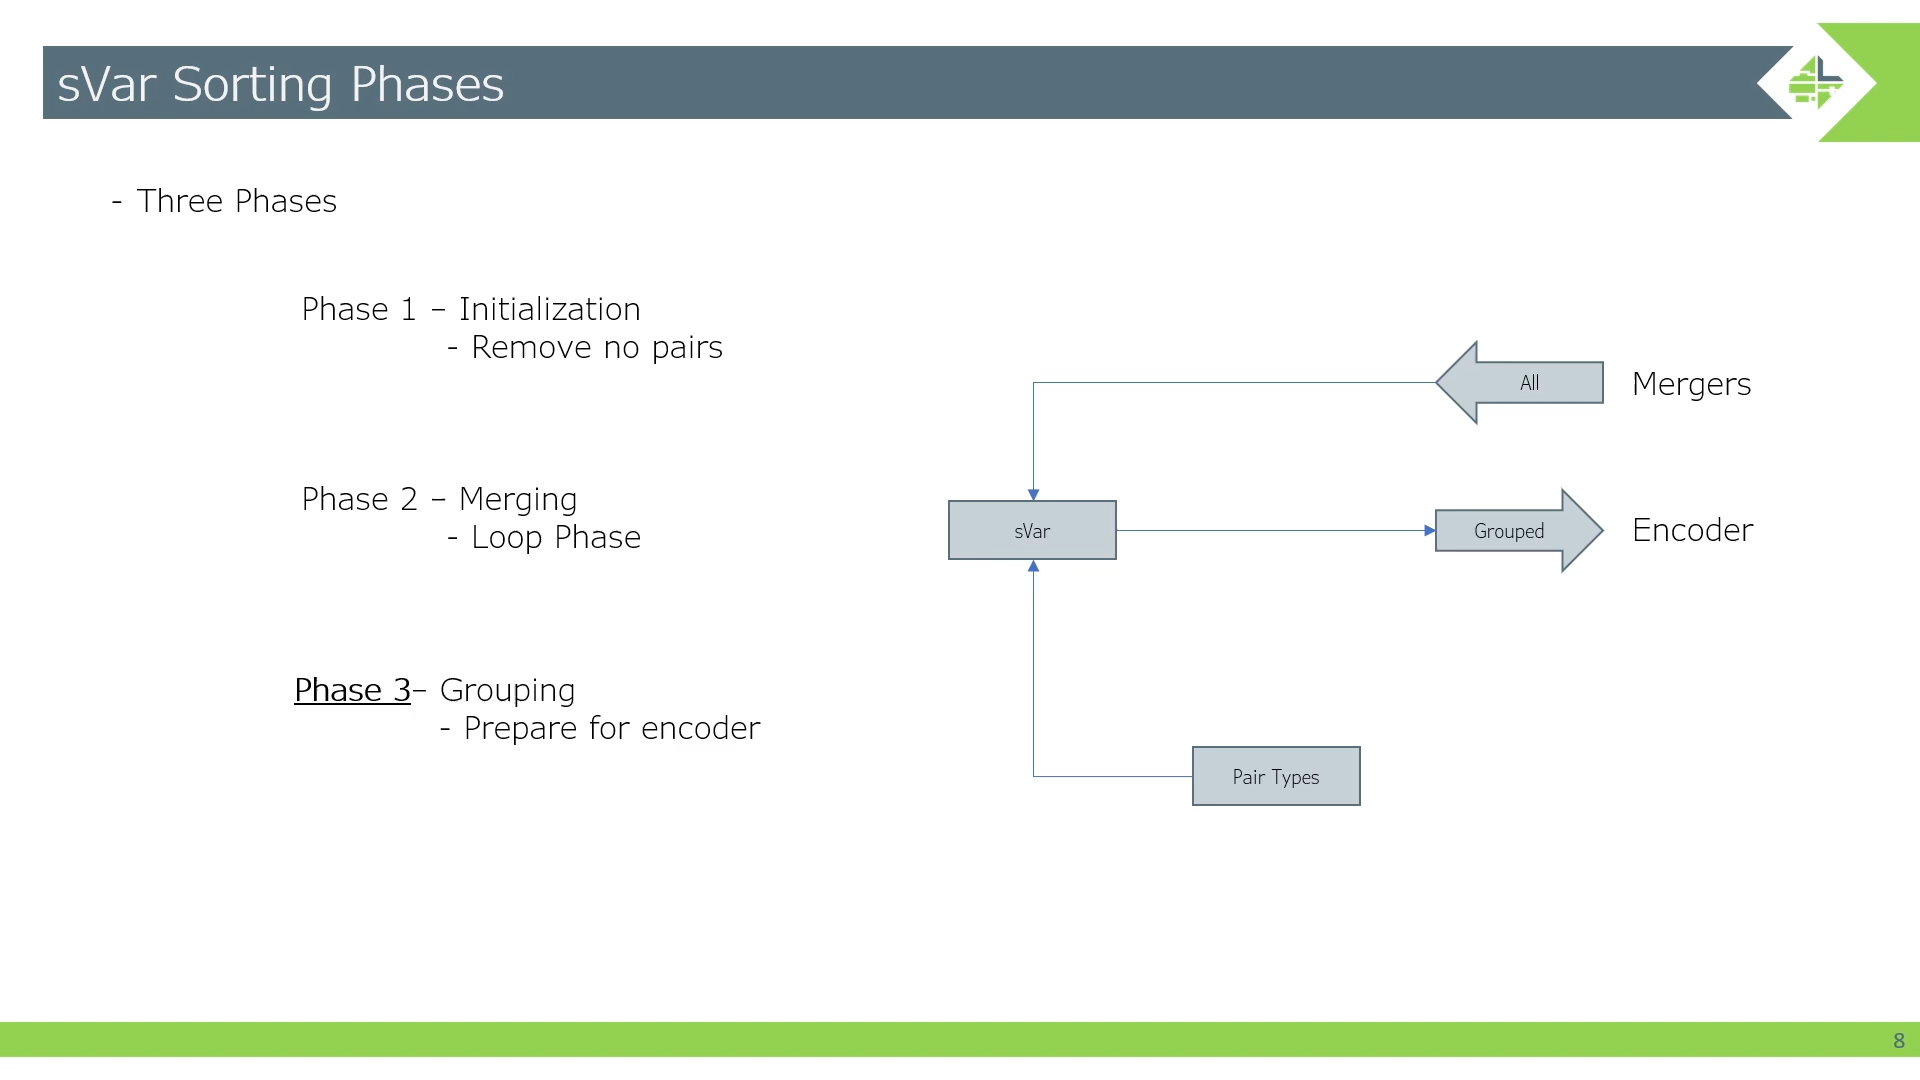 sVar Sorting Phases
- Three Phases
Phase 1 – Initialization
- Remove no pairs
Phase 2 – Merging
- Loop Phase
Phase 3– Grouping
- Prepare for encoder
All
Mergers
sVar
Grouped
Encoder
Pair Types
8